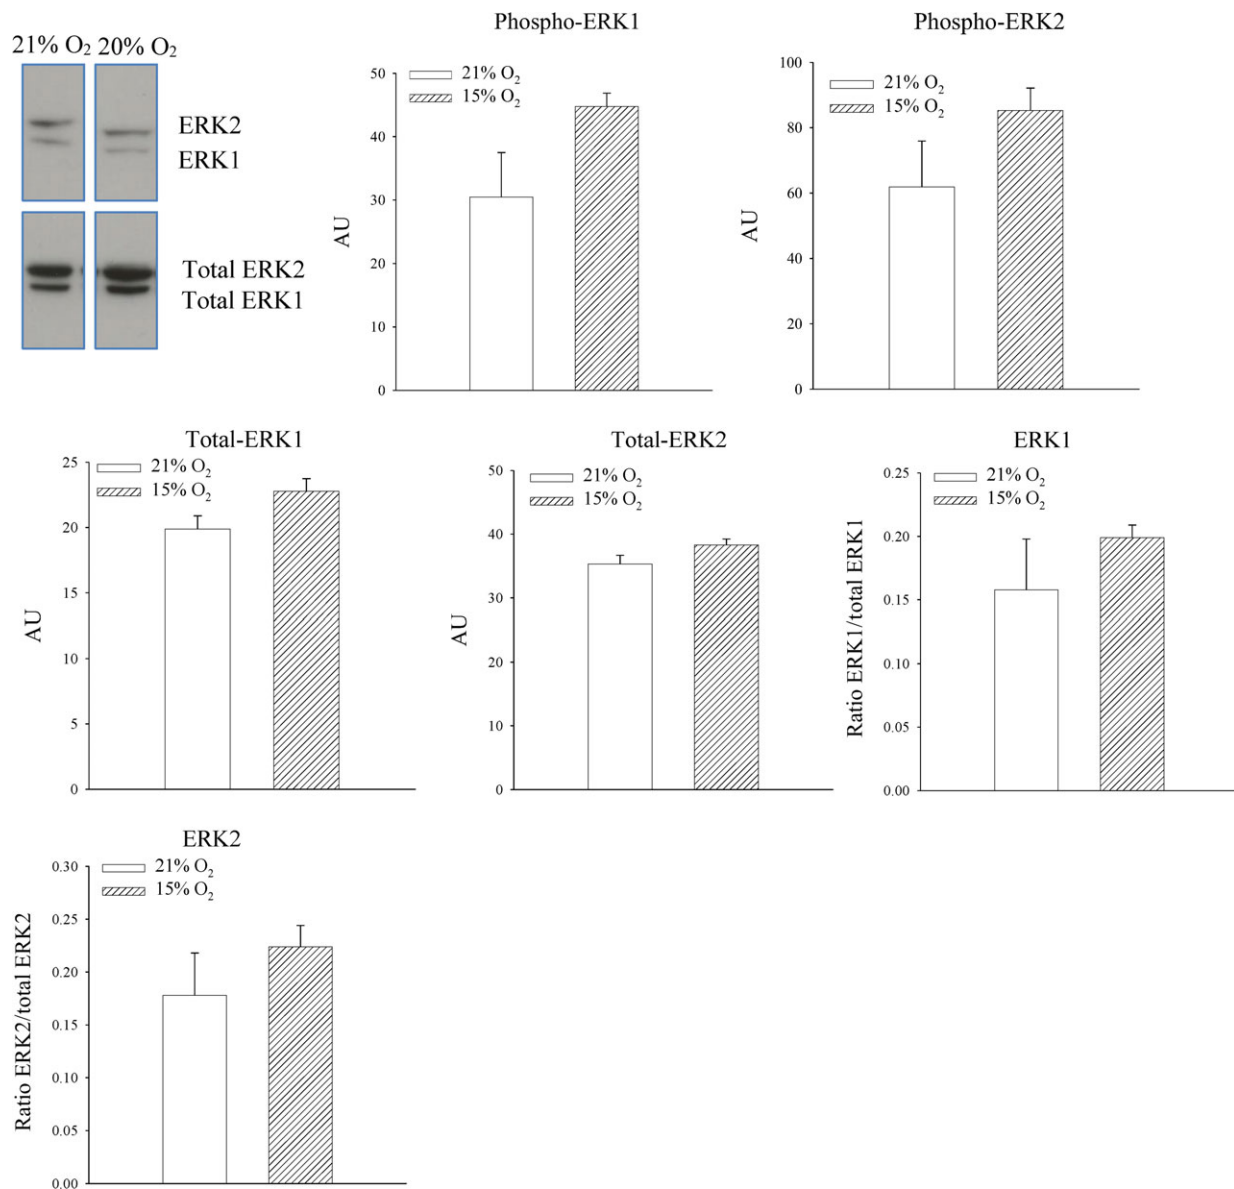 21% O₂ 20% O₂
ERK2
ERK1
Total ERK2
Total ERK1
Phospho-ERK1
21% O₂
15% O₂
AU
50
40
30
20
10
0
Phospho-ERK2
21% O₂
15% O₂
AU
100
80
60
40
20
0
Total-ERK1
21% O₂
15% O₂
AU
25
20
15
10
5
0
Total-ERK2
21% O₂
15% O₂
AU
50
40
30
20
10
0
ERK1
21% O₂
15% O₂
Ratio ERK1/total ERK1
0.25
0.20
0.15
0.10
0.05
0.00
ERK2
21% O₂
15% O₂
Ratio ERK2/total ERK2
0.30
0.25
0.20
0.15
0.10
0.05
0.00